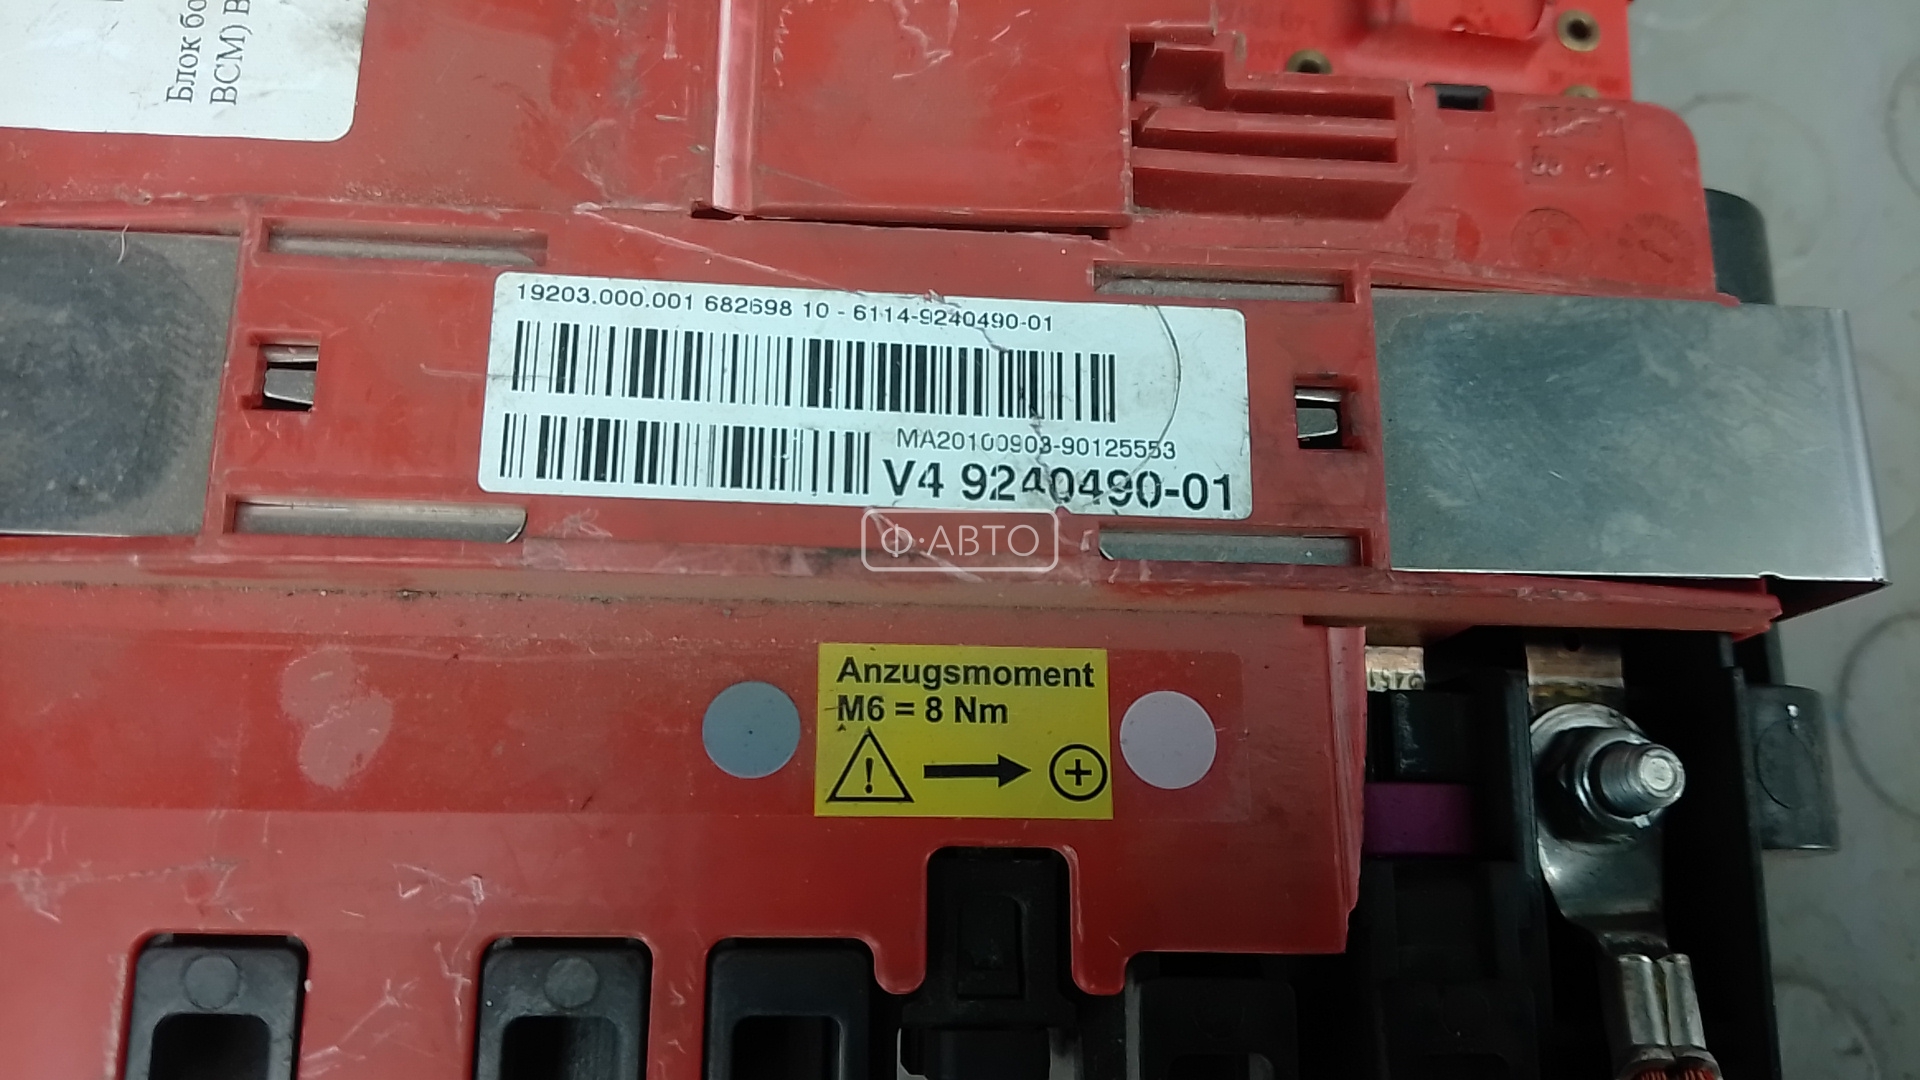 Блок бо
BCM) B
19203.000.001 682698 10 - 6114-9240490-01
MA20100903-90125553
V4 9240490-01
Ф·АВТО
Anzugsmoment
M6 = 8 Nm